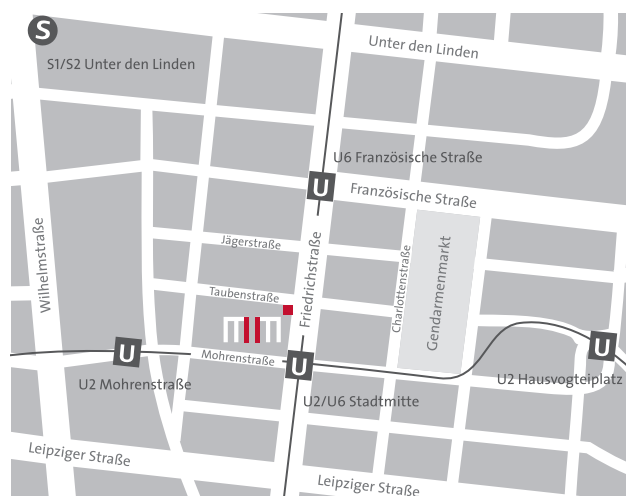 S
Unter den Linden
S1/S2 Unter den Linden
U6 Französische Straße
U
Französische Straße
Wilhelmstraße
Jägerstraße
Friedrichstraße
Charlottenstraße
Gendarmenmarkt
Taubenstraße
U
Mohrenstraße
U
U
U2 Mohrenstraße
U2 Hausvogteiplatz
U2/U6 Stadtmitte
Leipziger Straße
Leipziger Straße